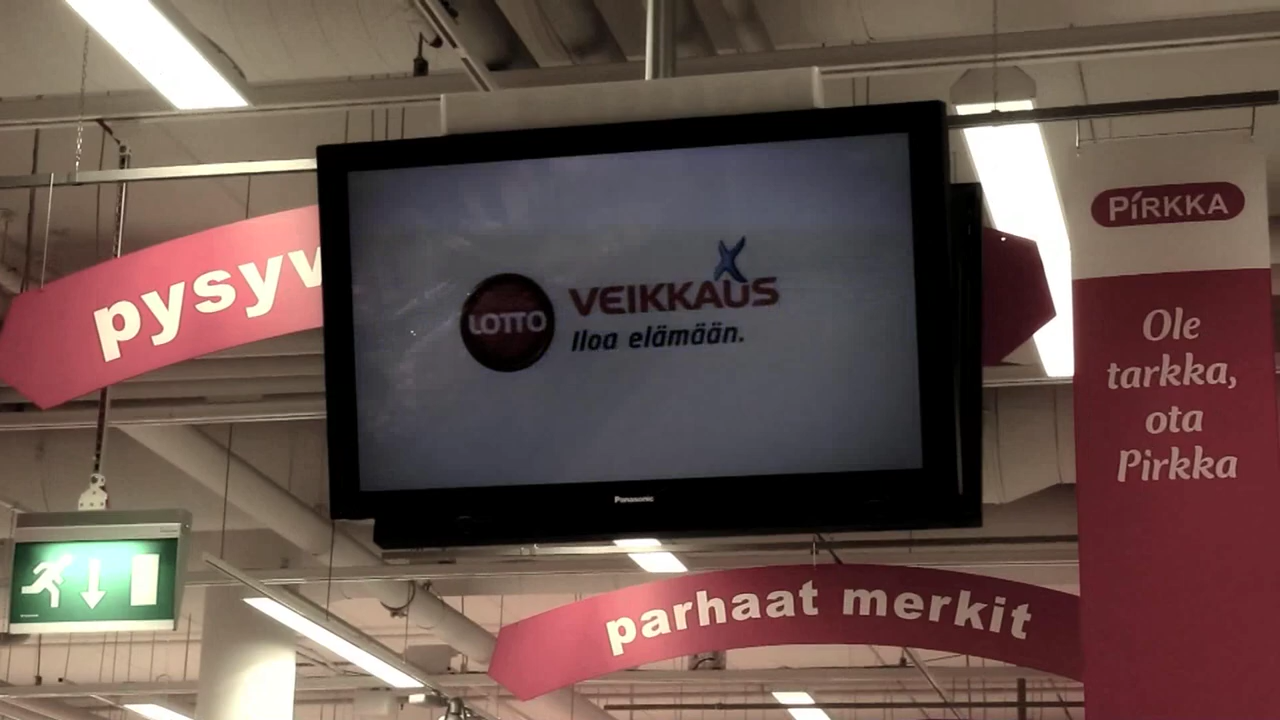 PIRKKA
pysyv
VEIKKAUS
LOTTO
Iloa elämään.
Ole
tarkka,
ota
Pirkka
Panasonic
parhaat merkit